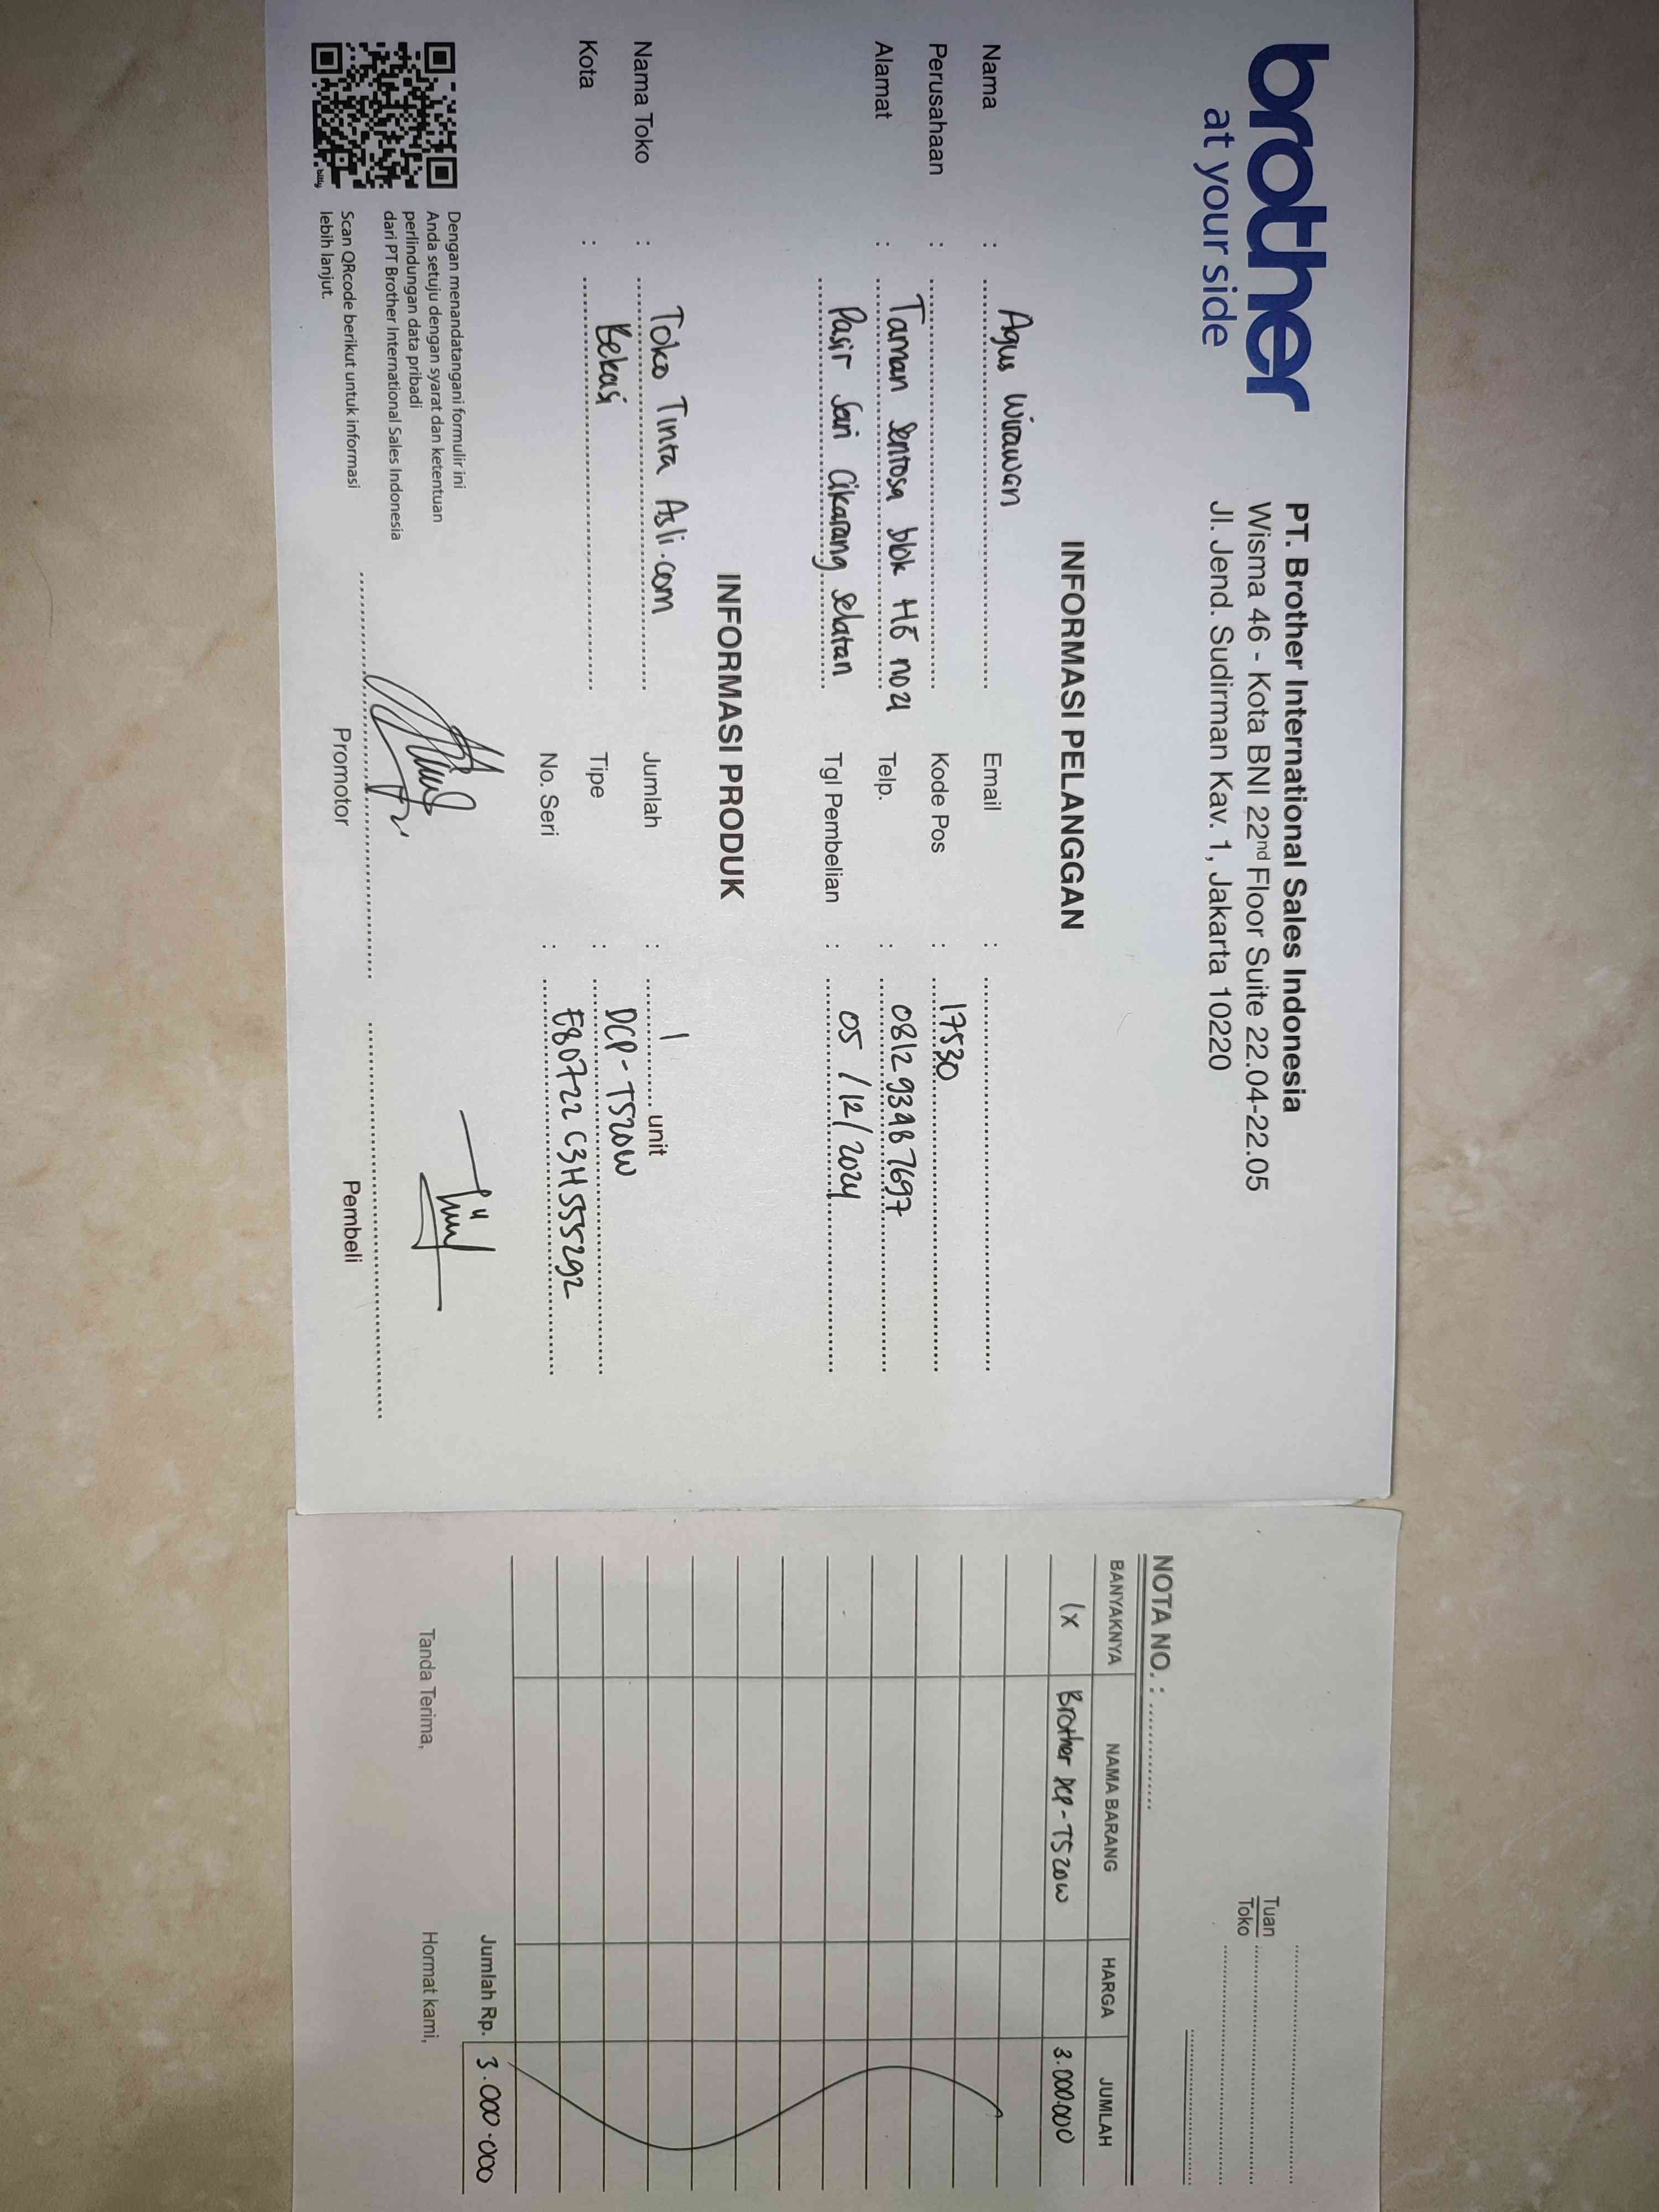 brother
at your side
PT. Brother International Sales Indonesia
Wisma 46 - Kota BNI 22nd Floor Suite 22.04-22.05
Jl. Jend. Sudirman Kav. 1, Jakarta 10220
INFORMASI PELANGGAN
Nama : Agus Wirawan
Email :
Perusahaan :
Kode Pos : 17530
Alamat : Taman Sentosa blok H5 no 21
Telp. : 0812 9398 7697
Pasir Sari Cikarang Selatan
Tgl Pembelian : 05 / 12 / 2024
INFORMASI PRODUK
Nama Toko : Toko Tinta Asli.com
Jumlah : 1 unit
Kota : Bekasi
Tipe : DCP-T520W
No. Seri : E80722C3H555292
Dengan menandatangani formulir ini
Anda setuju dengan syarat dan ketentuan
perlindungan data pribadi
dari PT Brother International Sales Indonesia
Scan QRcode berikut untuk informasi
lebih lanjut.
bitly
Promotor
Pembeli
Tuan
Toko
NOTA NO. :
BANYAKNYA NAMA BARANG HARGA JUMLAH
1x Brother DCP-T520W 3.000.000
Jumlah Rp. 3.000.000
Tanda Terima, Hormat kami,